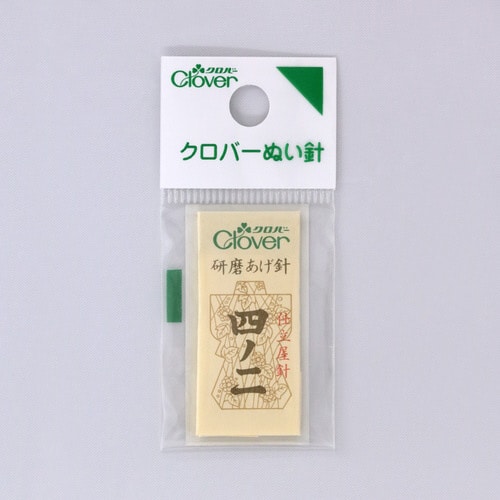 クロバー
Clover
クロバーぬい針
クロバー
Clover
研磨あげ針
四ノ二
仕立屋針